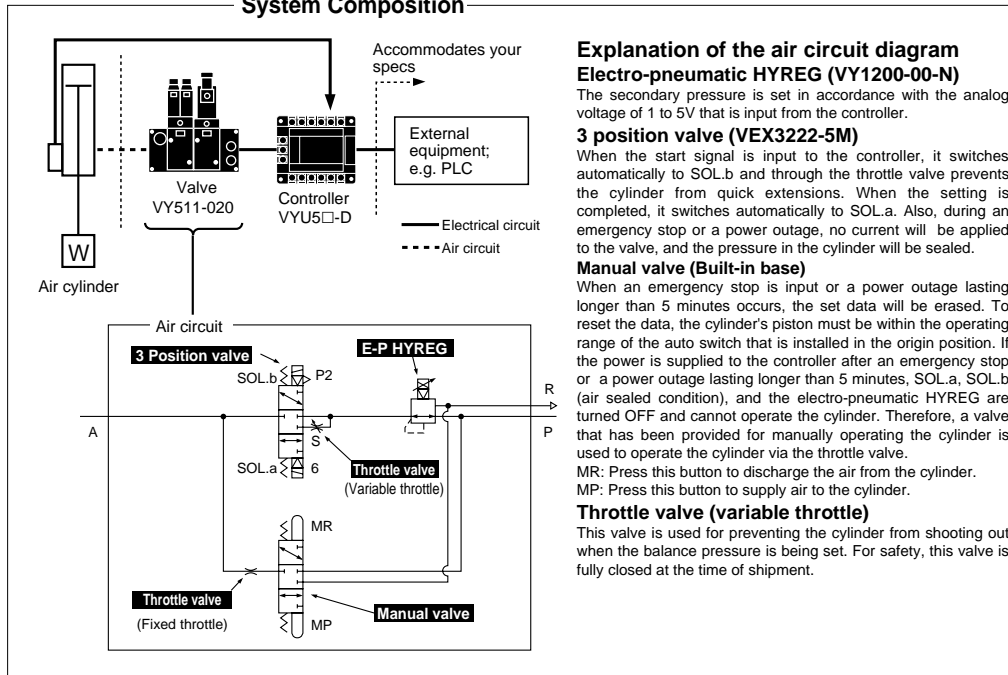 System Composition
Accommodates your
specs
External
equipment;
e.g. PLC
Valve
VY511-020
Controller
VYU5□-D
Electrical circuit
Air circuit
W
Air cylinder
Air circuit
3 Position valve
E-P HYREG
SOL.b
P2
R
A
P
S
SOL.a
6
Throttle valve
(Variable throttle)
MR
Throttle valve
(Fixed throttle)
Manual valve
MP
Explanation of the air circuit diagram
Electro-pneumatic HYREG (VY1200-00-N)
The secondary pressure is set in accordance with the analog
voltage of 1 to 5V that is input from the controller.
3 position valve (VEX3222-5M)
When the start signal is input to the controller, it switches
automatically to SOL.b and through the throttle valve prevents
the cylinder from quick extensions. When the setting is
completed, it switches automatically to SOL.a. Also, during an
emergency stop or a power outage, no current will be applied
to the valve, and the pressure in the cylinder will be sealed.
Manual valve (Built-in base)
When an emergency stop is input or a power outage lasting
longer than 5 minutes occurs, the set data will be erased. To
reset the data, the cylinder's piston must be within the operating
range of the auto switch that is installed in the origin position. If
the power is supplied to the controller after an emergency stop
or a power outage lasting longer than 5 minutes, SOL.a, SOL.b
(air sealed condition), and the electro-pneumatic HYREG are
turned OFF and cannot operate the cylinder. Therefore, a valve
that has been provided for manually operating the cylinder is
used to operate the cylinder via the throttle valve.
MR: Press this button to discharge the air from the cylinder.
MP: Press this button to supply air to the cylinder.
Throttle valve (variable throttle)
This valve is used for preventing the cylinder from shooting out
when the balance pressure is being set. For safety, this valve is
fully closed at the time of shipment.